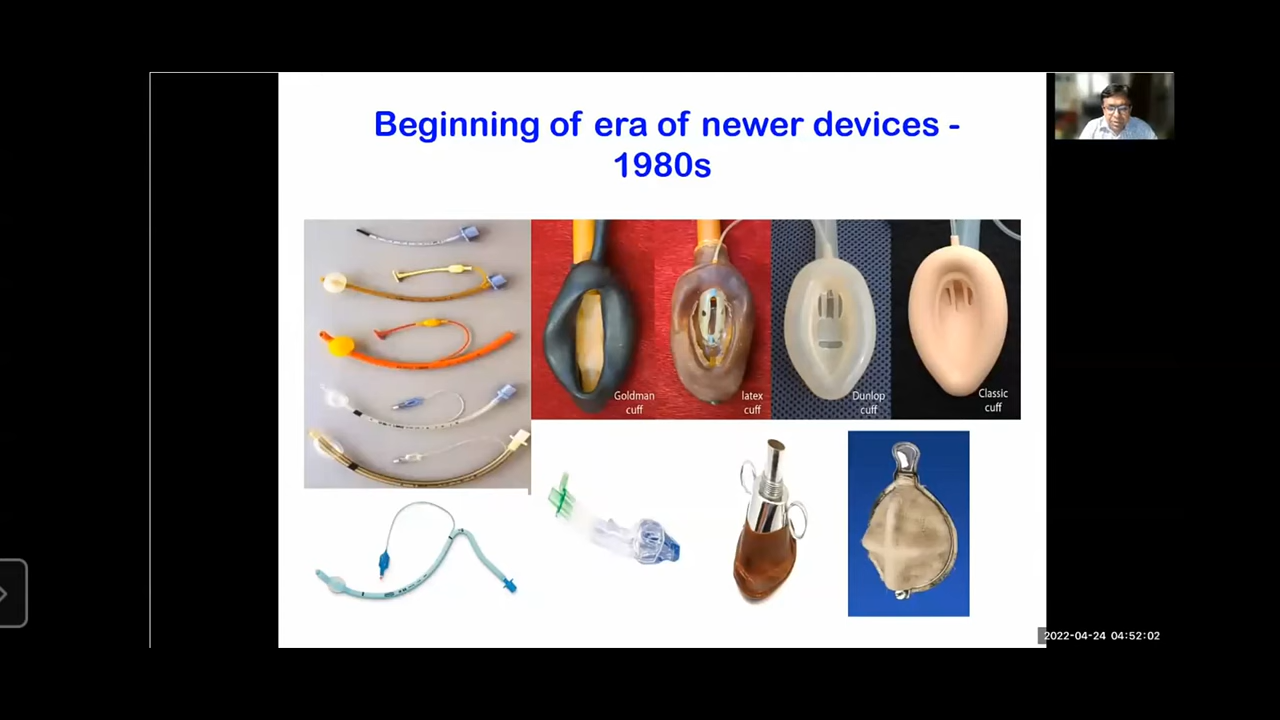 Beginning of era of newer devices -
1980s
Goldman
cuff
latex
cuff
Dunlop
cuff
Classic
cuff
2022-04-24 04:52:02